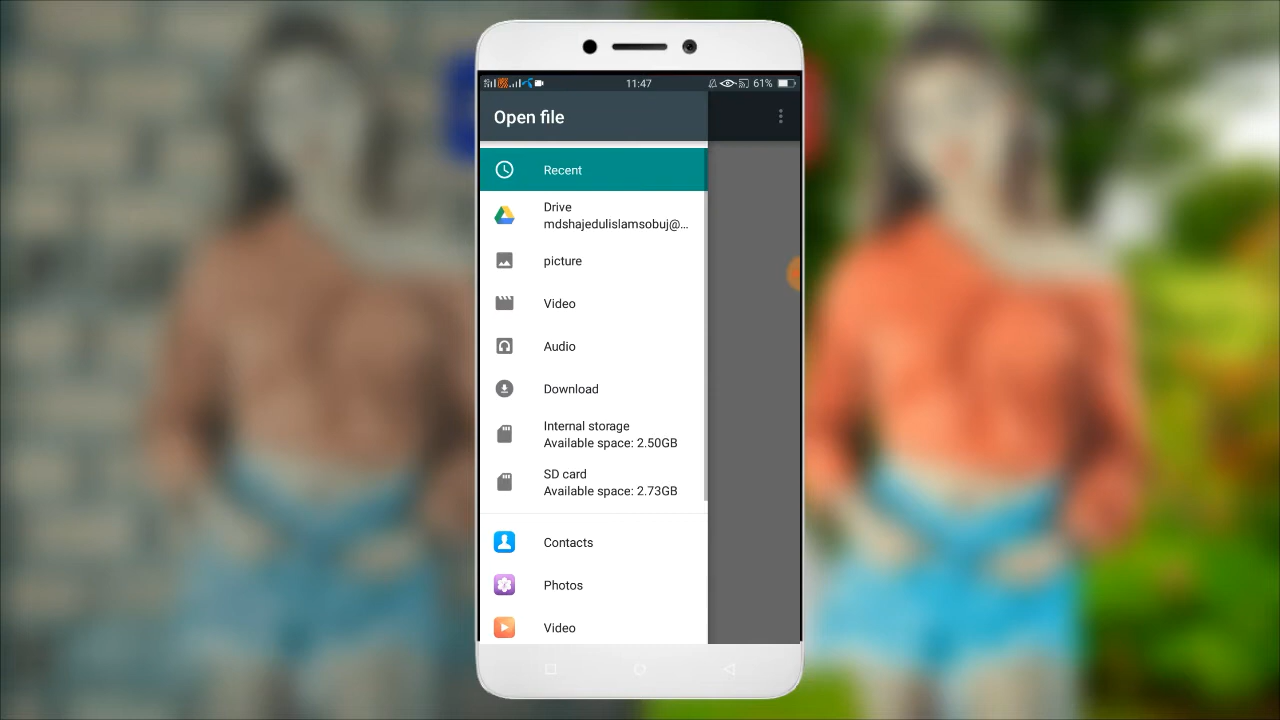 11:47
61%
Open file
Recent
Drive
mdshajedulislamsobuj@...
picture
Video
Audio
Download
Internal storage
Available space: 2.50GB
SD card
Available space: 2.73GB
Contacts
Photos
Video